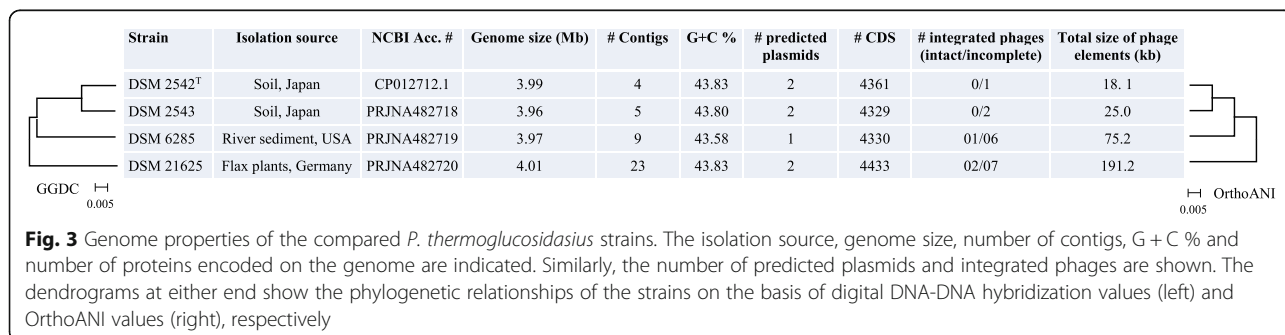 Strain Isolation source NCBI Acc. # Genome size (Mb) # Contigs G+C % # predicted plasmids # CDS # integrated phages (intact/incomplete) Total size of phage elements (kb)
DSM 2542T Soil, Japan CP012712.1 3.99 4 43.83 2 4361 0/1 18. 1
DSM 2543 Soil, Japan PRJNA482718 3.96 5 43.80 2 4329 0/2 25.0
DSM 6285 River sediment, USA PRJNA482719 3.97 9 43.58 1 4330 01/06 75.2
DSM 21625 Flax plants, Germany PRJNA482720 4.01 23 43.83 2 4433 02/07 191.2
GGDC
0.005
OrthoANI
0.005
Fig. 3 Genome properties of the compared P. thermoglucosidasius strains. The isolation source, genome size, number of contigs, G + C % and
number of proteins encoded on the genome are indicated. Similarly, the number of predicted plasmids and integrated phages are shown. The
dendrograms at either end show the phylogenetic relationships of the strains on the basis of digital DNA-DNA hybridization values (left) and
OrthoANI values (right), respectively